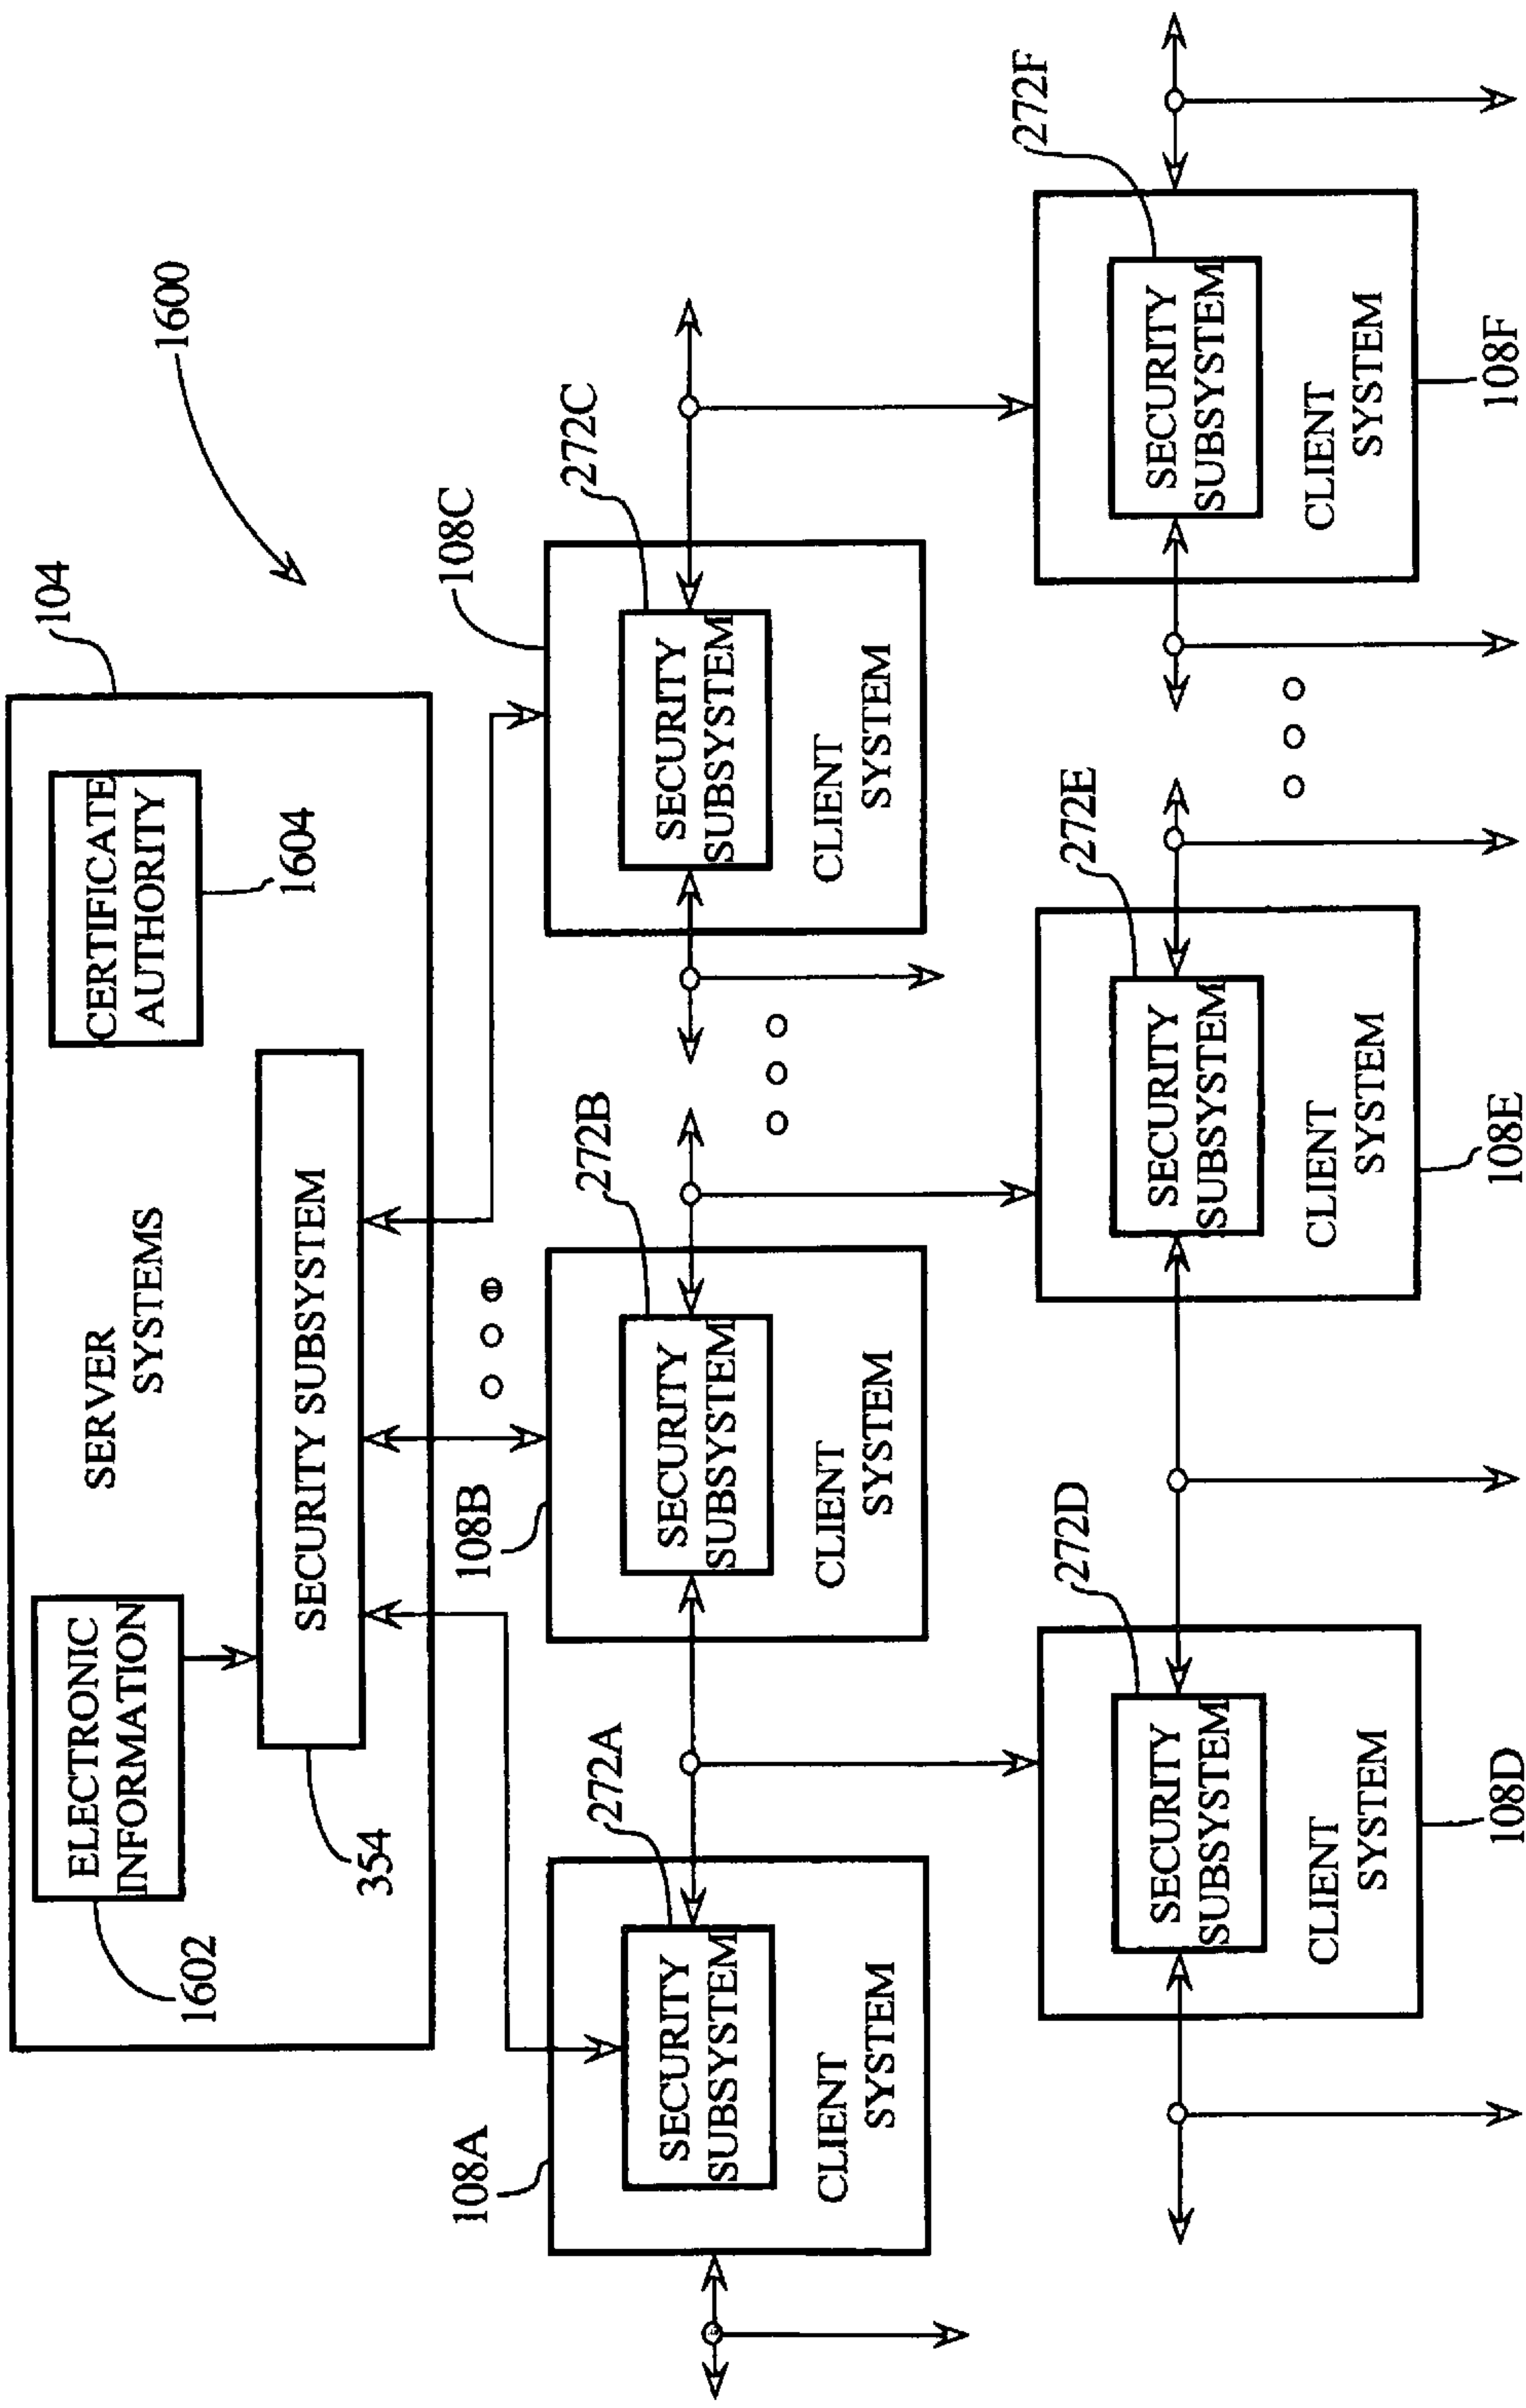 1600
104
SERVER
SYSTEMS
ELECTRONIC
INFORMATION
1602
CERTIFICATE
AUTHORITY
1604
SECURITY SUBSYSTEM
354
108A
272A
SECURITY
SUBSYSTEM
CLIENT
SYSTEM
108B
272B
SECURITY
SUBSYSTEM
CLIENT
SYSTEM
108C
272C
SECURITY
SUBSYSTEM
CLIENT
SYSTEM
272D
SECURITY
SUBSYSTEM
CLIENT
SYSTEM
108D
272E
SECURITY
SUBSYSTEM
CLIENT
SYSTEM
108E
272F
SECURITY
SUBSYSTEM
CLIENT
SYSTEM
108F